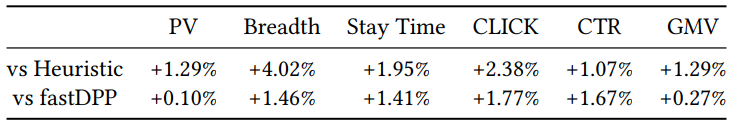 PV Breadth Stay Time CLICK CTR GMV
vs Heuristic +1.29% +4.02% +1.95% +2.38% +1.07% +1.29%
vs fastDPP +0.10% +1.46% +1.41% +1.77% +1.67% +0.27%